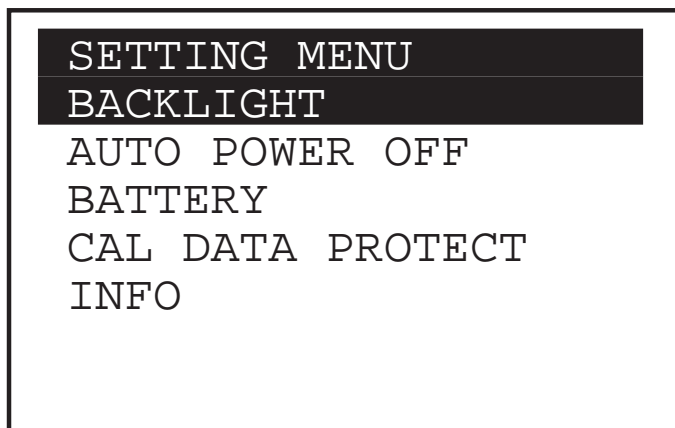 SETTING MENU
BACKLIGHT
AUTO POWER OFF
BATTERY
CAL DATA PROTECT
INFO